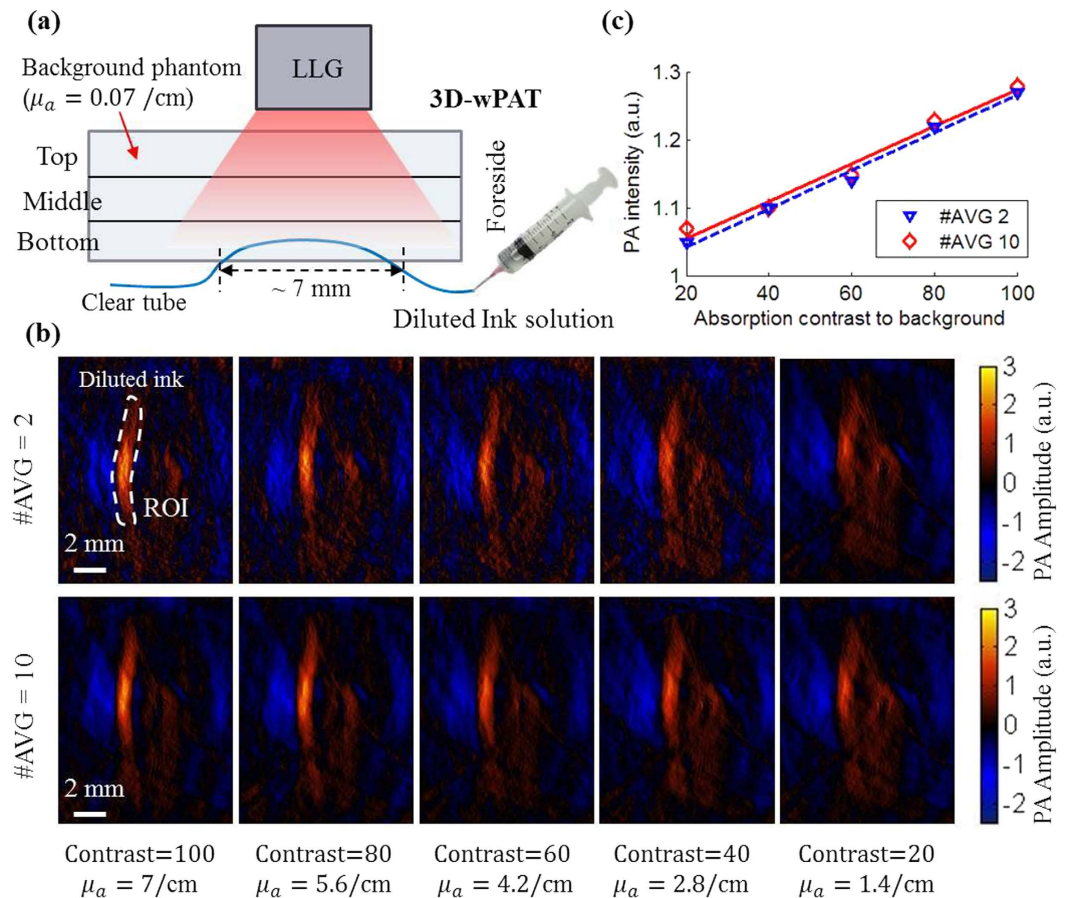 (a)
LLG
Background phantom
(μₐ = 0.07 /cm)
3D-wPAT
Top
Middle
Bottom
Foreside
~ 7 mm
Clear tube
Diluted Ink solution
(c)
PA intensity (a.u.)
1.3
1.2
1.1
1
#AVG 2
#AVG 10
20 40 60 80 100
Absorption contrast to background
(b)
#AVG = 2
Diluted ink
ROI
2 mm
3
2
1
0
-1
-2
PA Amplitude (a.u.)
#AVG = 10
2 mm
3
2
1
0
-1
-2
PA Amplitude (a.u.)
Contrast=100 Contrast=80 Contrast=60 Contrast=40 Contrast=20
μₐ = 7/cm μₐ = 5.6/cm μₐ = 4.2/cm μₐ = 2.8/cm μₐ = 1.4/cm